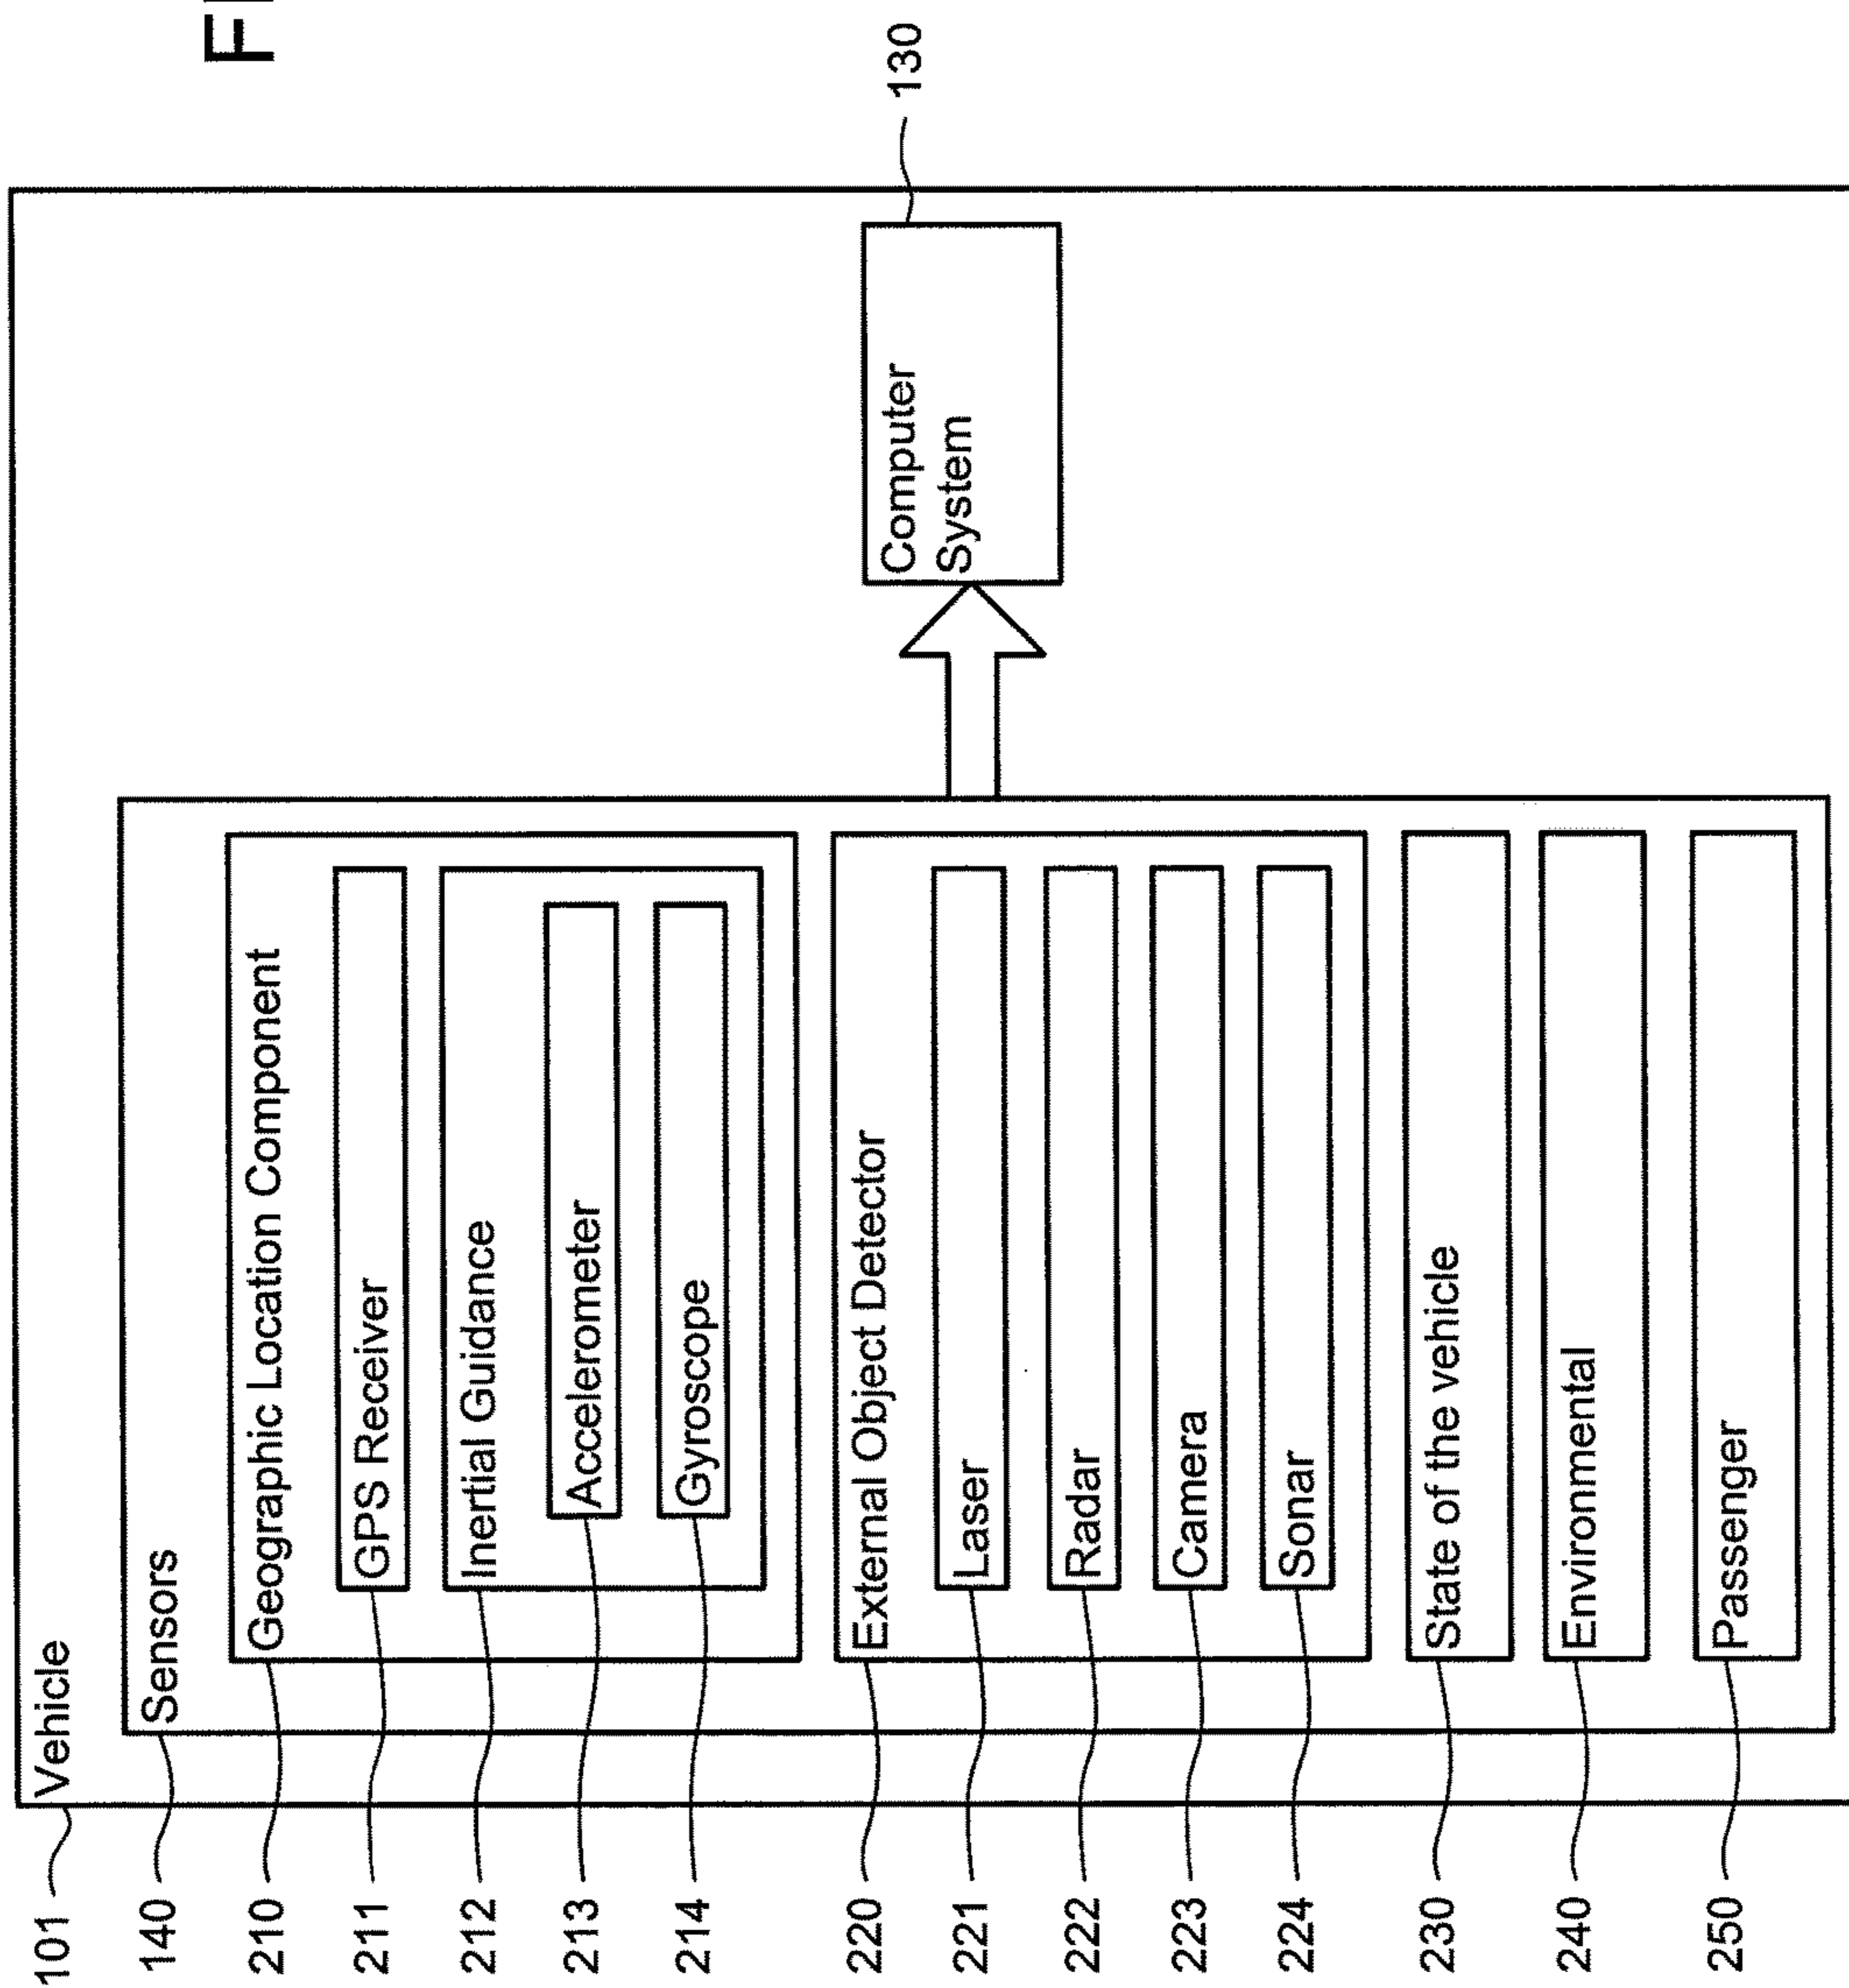 F
101
Vehicle
140
Sensors
210
Geographic Location Component
211
GPS Receiver
212
Inertial Guidance
213
Accelerometer
214
Gyroscope
220
External Object Detector
221
Laser
222
Radar
223
Camera
224
Sonar
230
State of the vehicle
240
Environmental
250
Passenger
Computer
System
130